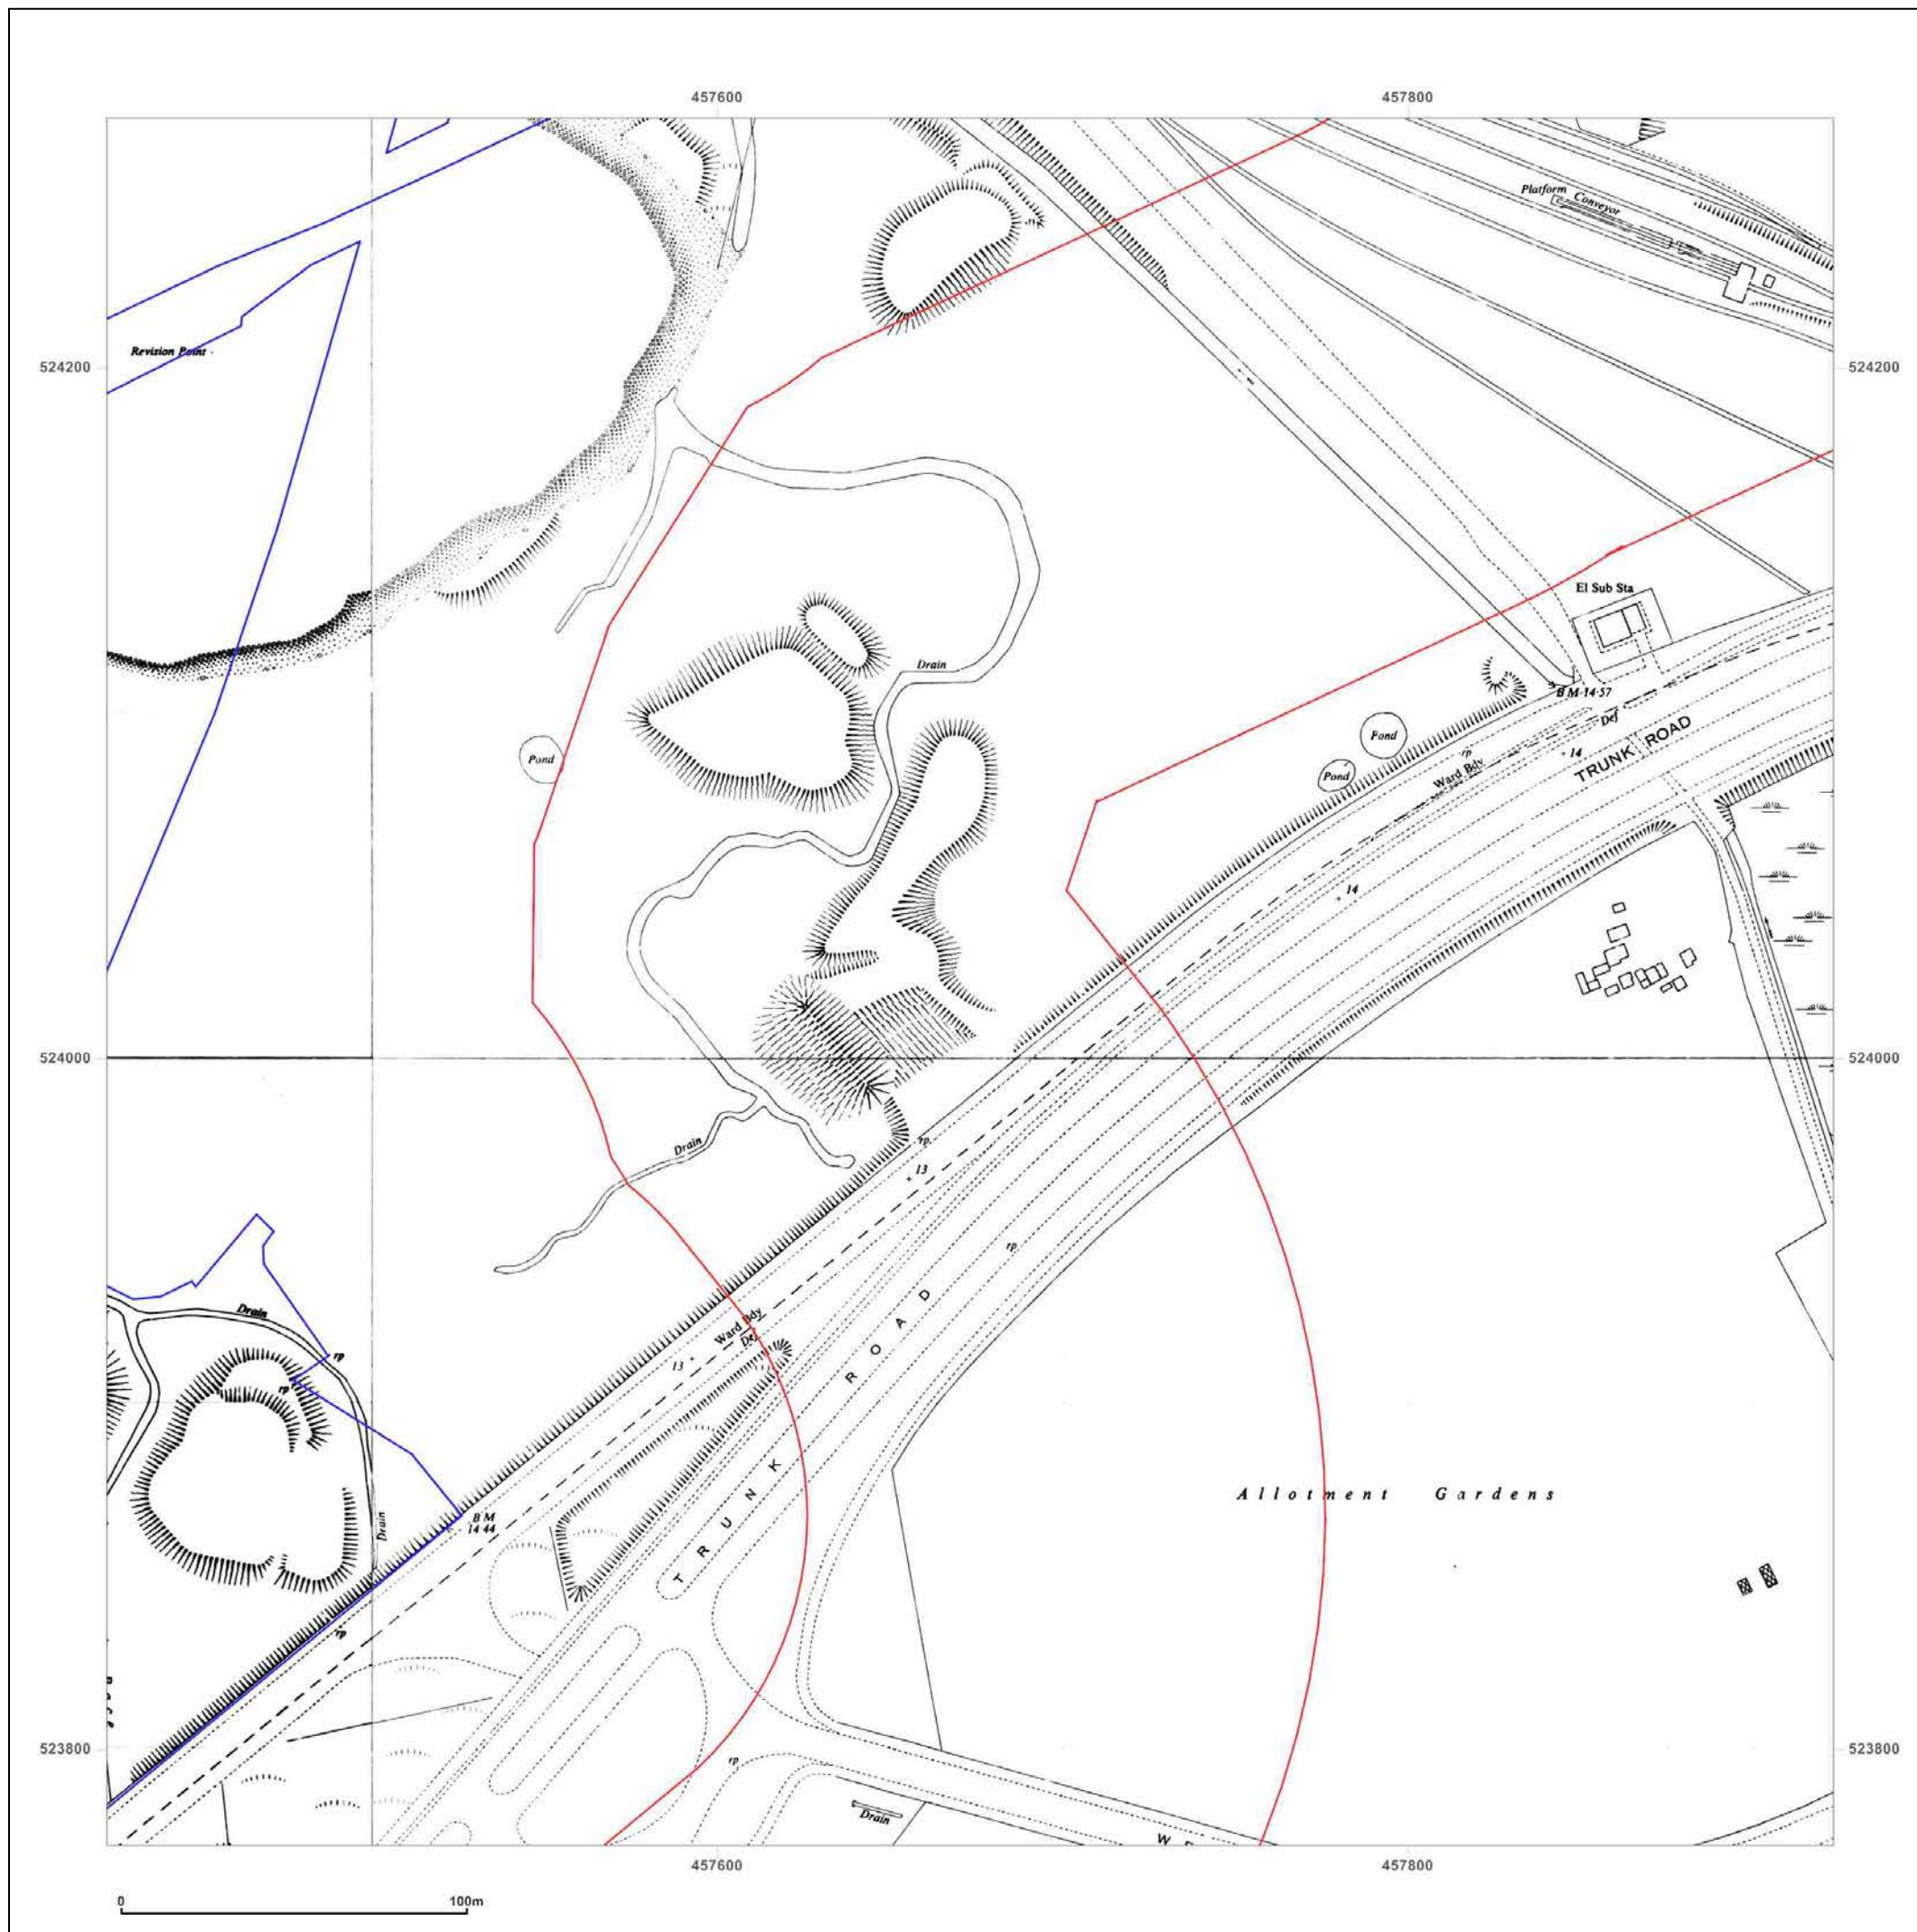 457600
457800
Platform
Conveyor
Revision Point
524200
524200
El Sub Sta
Drain
B M 14·57
Def
Pond
Pond
Pond
rp
14
Ward Bdy
TRUNK ROAD
14
524000
524000
rp
13
Drain
rp
Drain
Ward Bdy
Def
13
rp
rp
TRUNK ROAD
Allotment Gardens
B M
14 44
Drain
rp
523800
523800
rp
Drain
457600
457800
0
100m